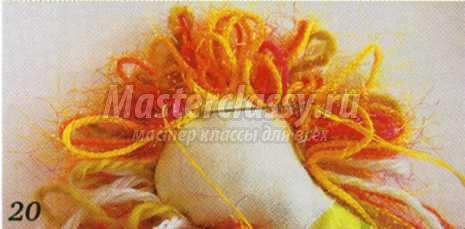 Masterclassy.ru
мастер классы для всех
20